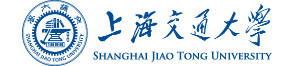 上海交通大學
SHANGHAI JIAO TONG UNIVERSITY